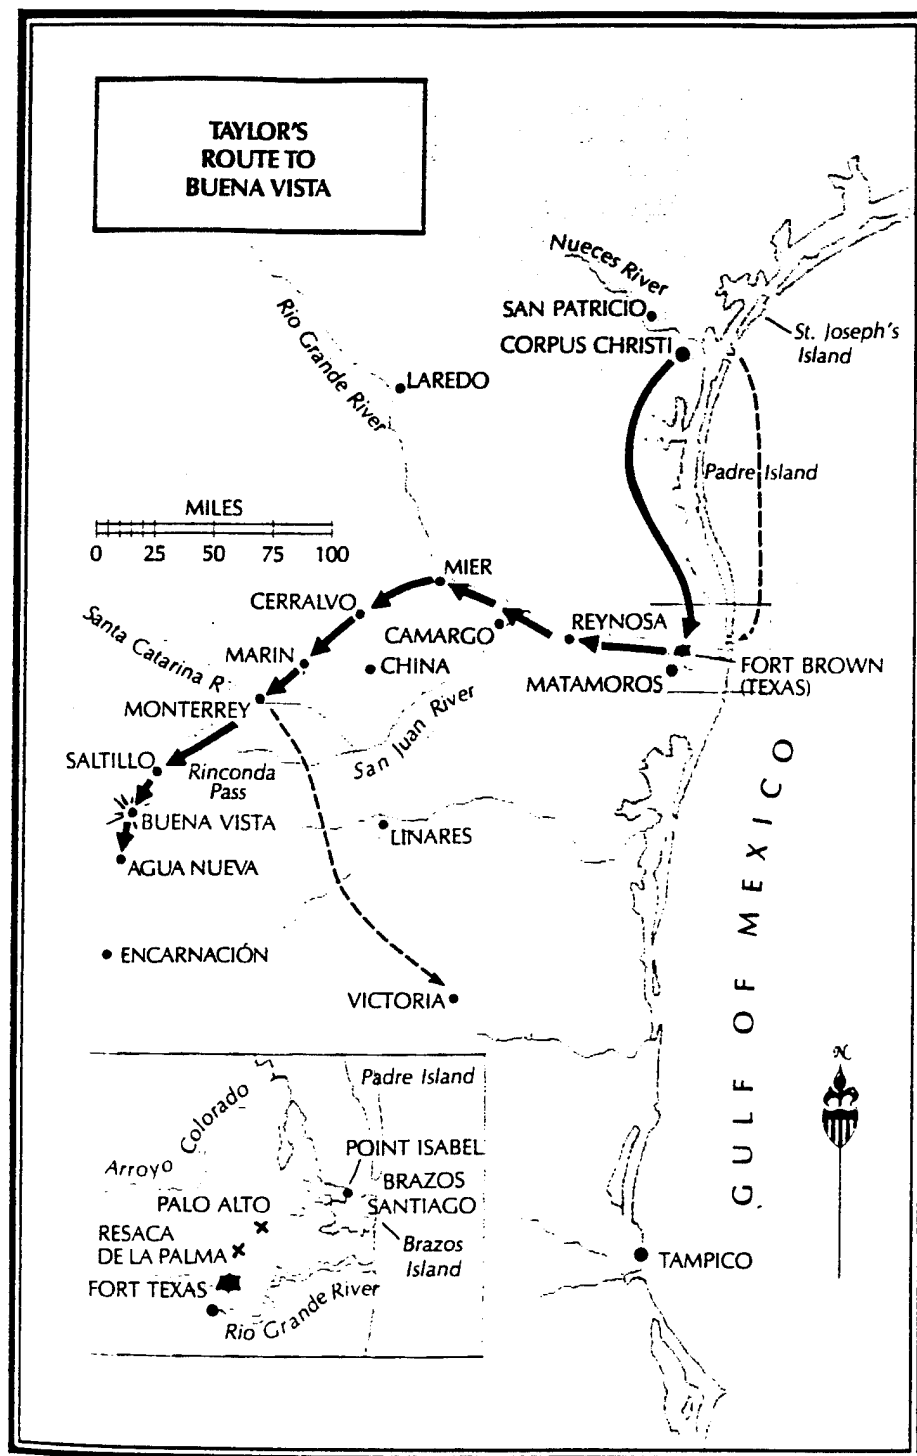 TAYLOR'S
ROUTE TO
BUENA VISTA
Nueces River
SAN PATRICIO
CORPUS CHRISTI
St. Joseph's
Island
Rio Grande River
LAREDO
Padre Island
MILES
0 25 50 75 100
MIER
CERRALVO
CAMARGO
REYNOSA
Santa Catarina R
MARIN
CHINA
MATAMOROS
FORT BROWN
(TEXAS)
MONTERREY
San Juan River
SALTILLO
Rinconda
Pass
BUENA VISTA
LINARES
AGUA NUEVA
GULF OF MEXICO
ENCARNACIÓN
VICTORIA
N
Padre Island
Arroyo Colorado
POINT ISABEL
BRAZOS
SANTIAGO
PALO ALTO
RESACA
DE LA PALMA
Brazos
Island
FORT TEXAS
Rio Grande River
TAMPICO